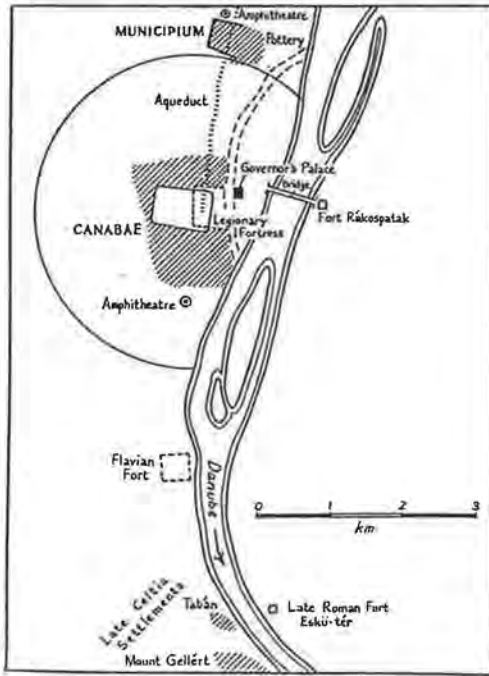 Amphitheatre
MUNICIPIUM
Pottery
Aqueduct
Governor's Palace
bridge
Fort Rákospatak
Legionary
Fortress
CANABAE
Amphitheatre
Flavian
Fort
Danube
0 1 2 3
km
Late Celtic
Settlements
Tabán
Late Roman Fort
Eskü-tér
Mount Gellért